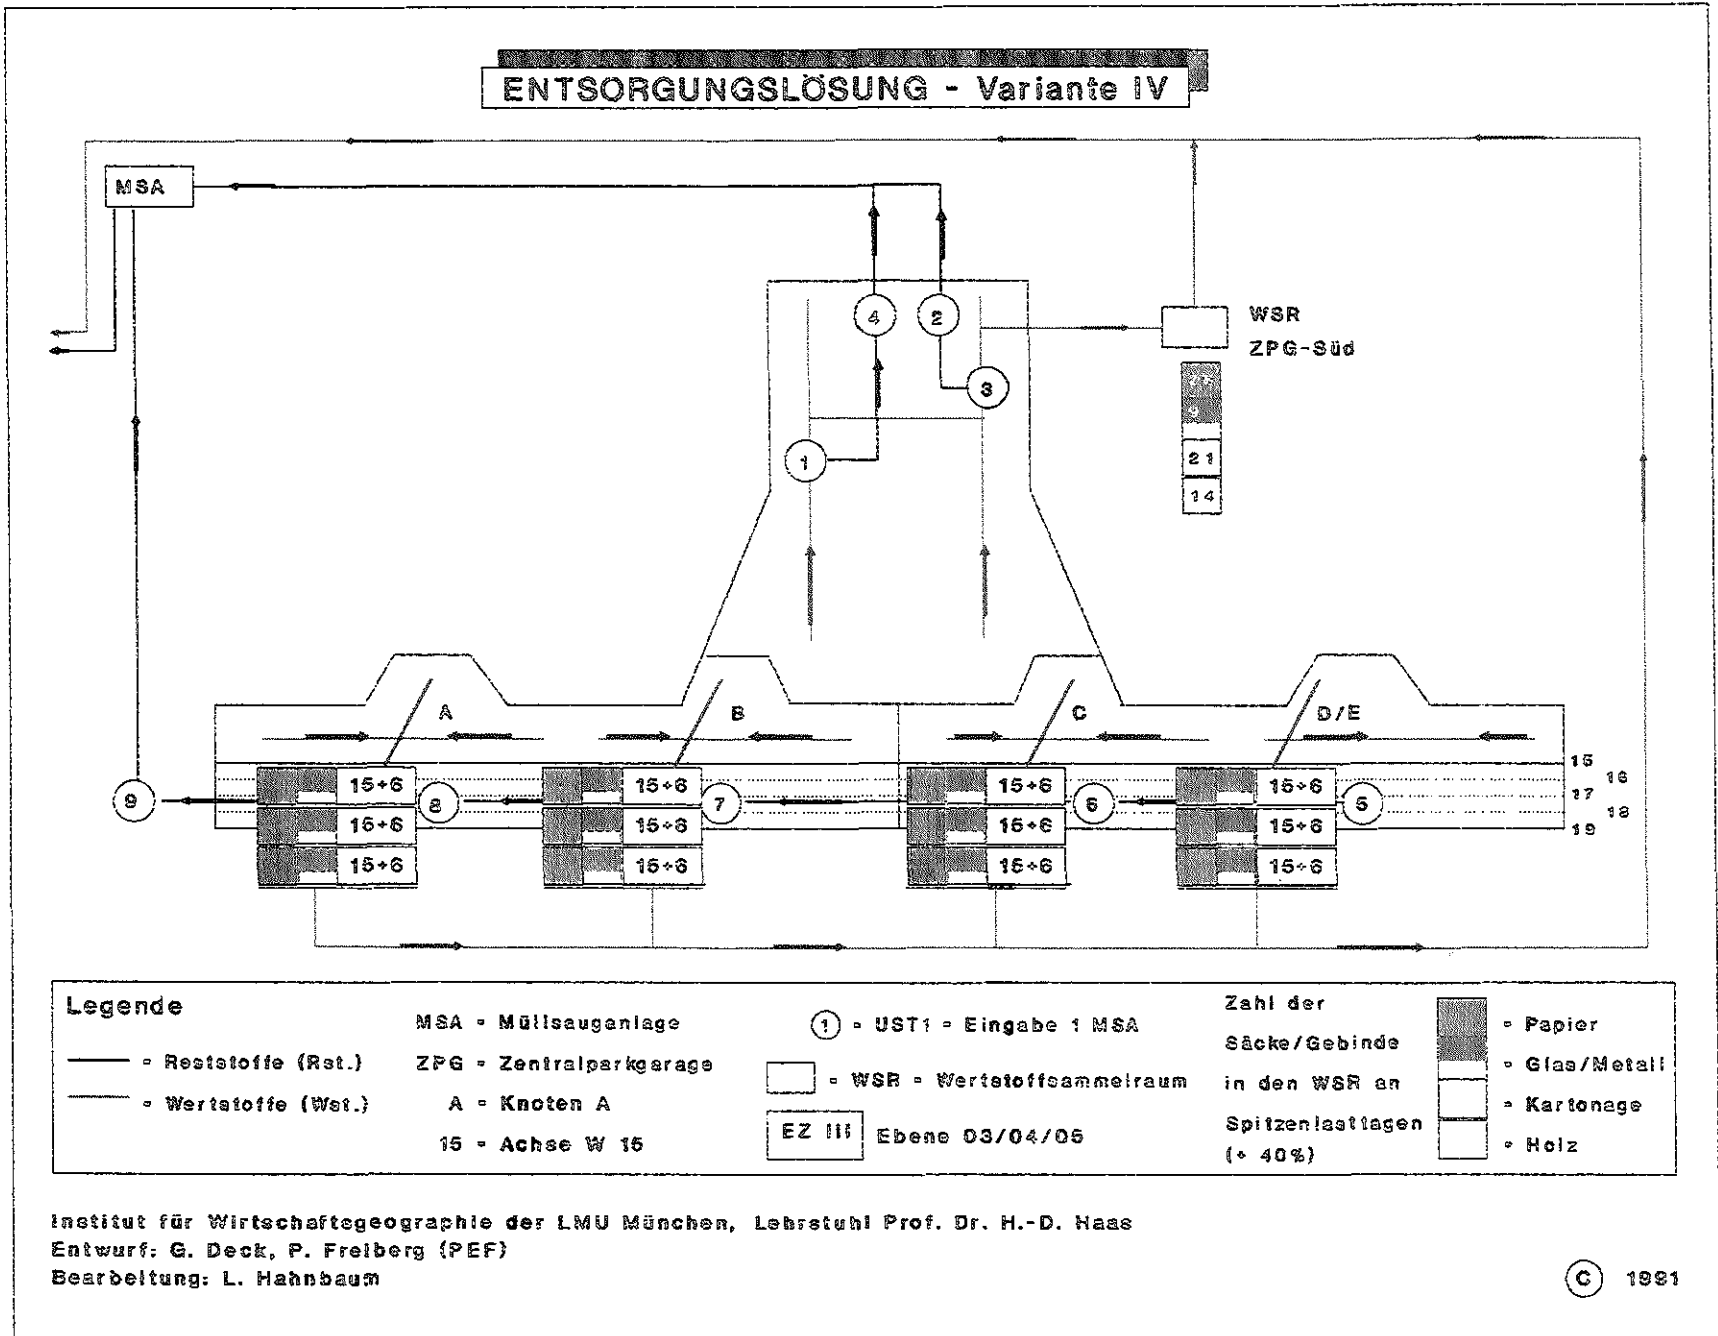 ENTSORGUNGSLÖSUNG - Variante IV
MSA
4
2
WSR
ZPG-Süd
3
9
1
21
14
A
B
C
D/E
15
16
17
18
19
9
15+6
8
15+6
7
15+6
6
15+6
5
15+6
15+6
15+6
15+6
15+6
15+6
15+6
15+6
Legende
= Reststoffe (Rst.)
= Wertstoffe (Wst.)
MSA = Müllsauganlage
ZPG = Zentralparkgarage
A = Knoten A
15 = Achse W 15
1 = UST1 = Eingabe 1 MSA
= WSR = Wertstoffsammelraum
EZ III Ebene 03/04/05
Zahl der
Säcke/Gebinde
in den WSR an
Spitzenlasttagen
(+ 40%)
= Papier
= Glas/Metall
= Kartonage
= Holz
Institut für Wirtschaftsgeographie der LMU München, Lehrstuhl Prof. Dr. H.-D. Haas
Entwurf: G. Deck, P. Freiberg (PEF)
Bearbeitung: L. Hahnbaum
© 1991